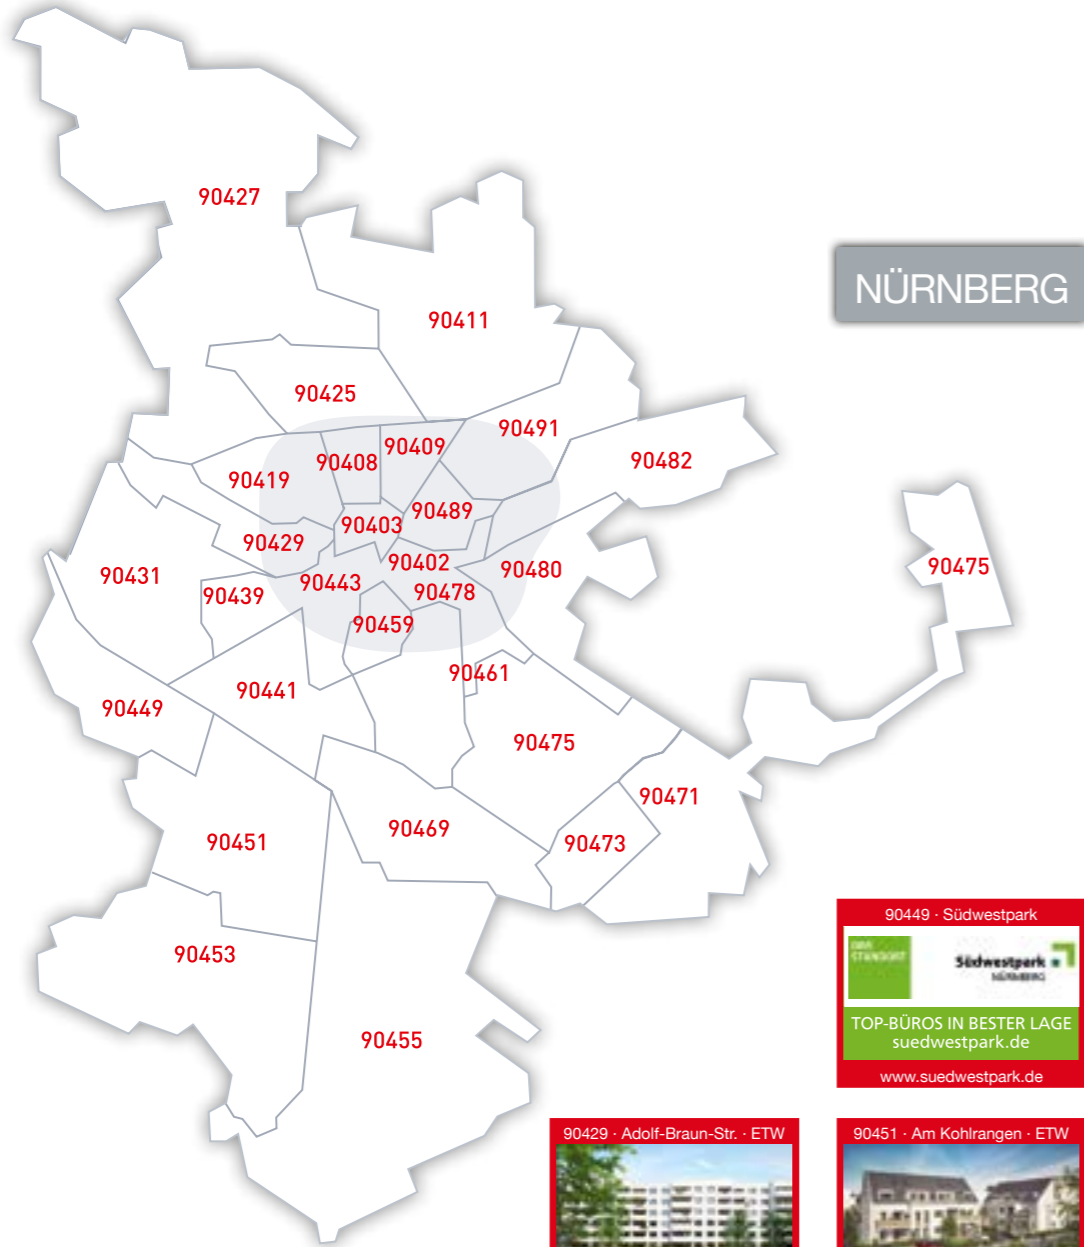 90427
NÜRNBERG
90411
90425
90491
90409
90408
90482
90419
90489
90403
90429
90402
90475
90480
90431
90443
90478
90439
90459
90461
90441
90449
90475
90471
90469
90451
90473
90449 · Südwestpark
IHR
STANDORT
Südwestpark
NÜRNBERG
TOP-BÜROS IN BESTER LAGE
suedwestpark.de
www.suedwestpark.de
90453
90455
90429 · Adolf-Braun-Str. · ETW
90451 · Am Kohlrangen · ETW